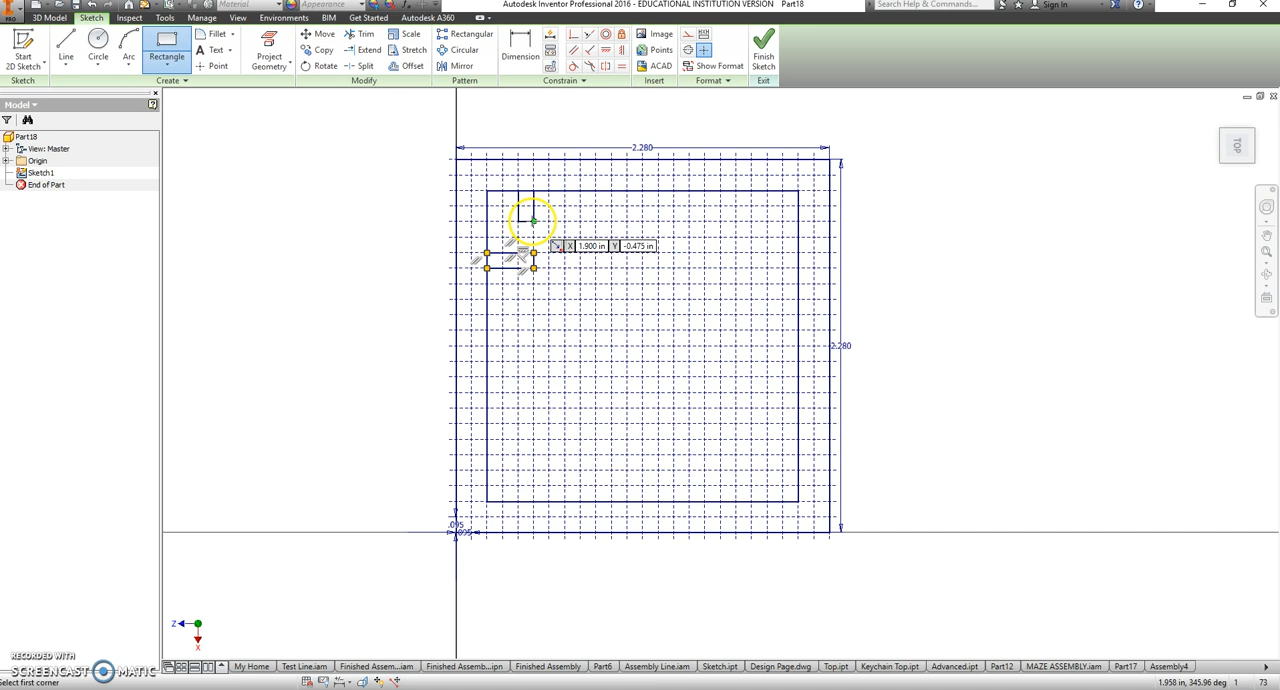 PRO
Material
Appearance
Autodesk Inventor Professional 2016 - EDUCATIONAL INSTITUTION VERSION Part18
Search Help & Commands...
Sign In
3D Model Sketch Inspect Tools Manage View Environments BIM Get Started Autodesk A360
Start
2D Sketch
Line Circle Arc Rectangle
Fillet
Text
Point
Project
Geometry
Move Trim Scale
Copy Extend Stretch
Rotate Split Offset
Rectangular
Circular
Mirror
Dimension
Image
Points
ACAD
Show Format
Finish
Sketch
Sketch Create Modify Pattern Constrain Insert Format Exit
Model
Part18
View: Master
Origin
Sketch1
End of Part
TOP
2.280
X 1.900 in Y -0.475in
2.280
.095
.095
Z
X
RECORDED WITH
SCREENCAST MATIC
My Home Test Line.iam Finished Assem...iam Finished Assemb...ipn Finished Assembly Part6 Assembly Line.iam Sketch.ipt Design Page.dwg Top.ipt Keychain Top.ipt Advanced.ipt Part12 MAZE ASSEMBLY.iam Part17 Assembly4
Select first corner
1.958 in, 345.96 deg 1 73